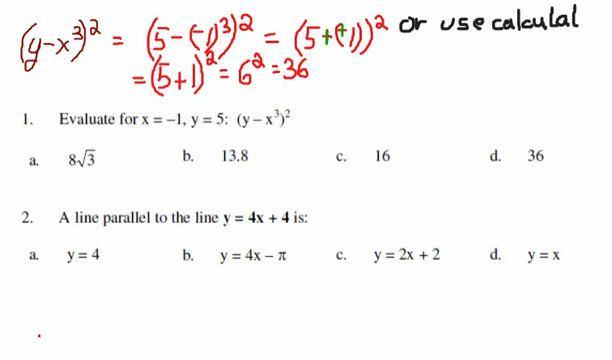 (y-x³)² = (5-(-1)³)² = (5+(+1))² or use calculat
= (5+1)² = 6² = 36
1. Evaluate for x = −1, y = 5: (y – x³)²
a. 8√3 b. 13.8 c. 16 d. 36
2. A line parallel to the line y = 4x + 4 is:
a. y = 4 b. y = 4x – π c. y = 2x + 2 d. y = x